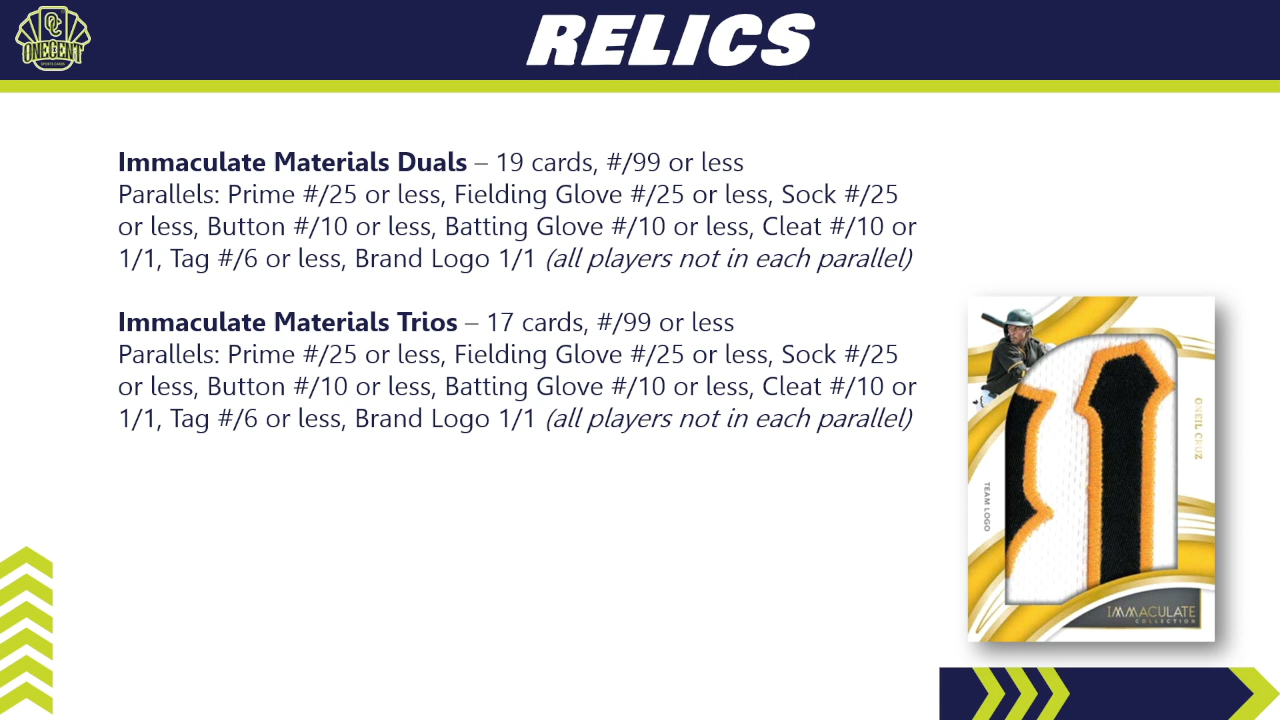 OC
ONECENT
SPORTS CARDS
RELICS
Immaculate Materials Duals – 19 cards, #/99 or less
Parallels: Prime #/25 or less, Fielding Glove #/25 or less, Sock #/25
or less, Button #/10 or less, Batting Glove #/10 or less, Cleat #/10 or
1/1, Tag #/6 or less, Brand Logo 1/1 (all players not in each parallel)
Immaculate Materials Trios – 17 cards, #/99 or less
Parallels: Prime #/25 or less, Fielding Glove #/25 or less, Sock #/25
or less, Button #/10 or less, Batting Glove #/10 or less, Cleat #/10 or
1/1, Tag #/6 or less, Brand Logo 1/1 (all players not in each parallel)
ONEIL CRUZ
TEAM LOGO
IMMACULATE
COLLECTION